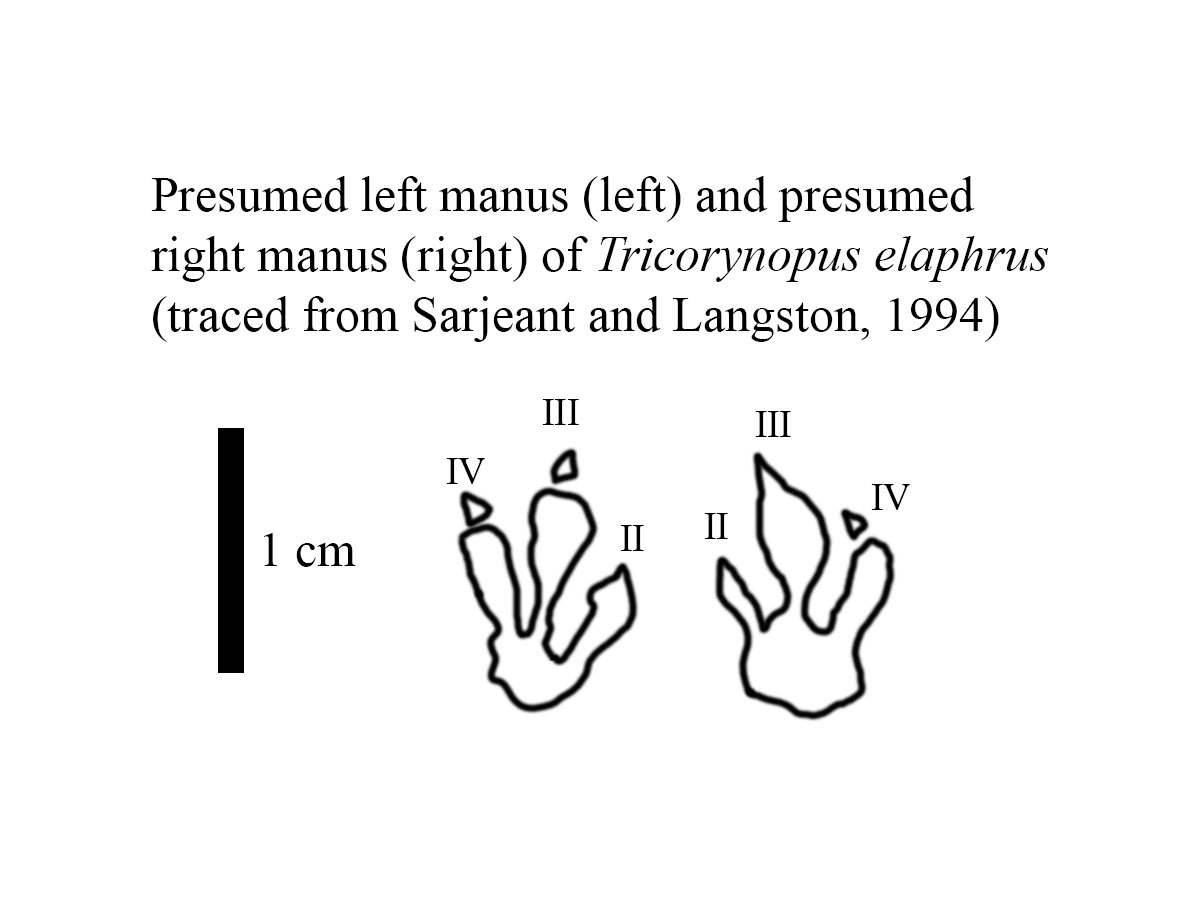 Presumed left manus (left) and presumed
right manus (right) of Tricorynopus elaphrus
(traced from Sarjeant and Langston, 1994)
III
III
IV
IV
II
II
1 cm